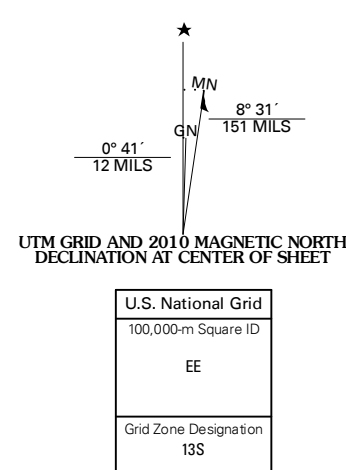 ★
MN
8° 31´
151 MILS
GN
0° 41´
12 MILS
UTM GRID AND 2010 MAGNETIC NORTH
DECLINATION AT CENTER OF SHEET
U.S. National Grid
100,000-m Square ID
EE
Grid Zone Designation
13S